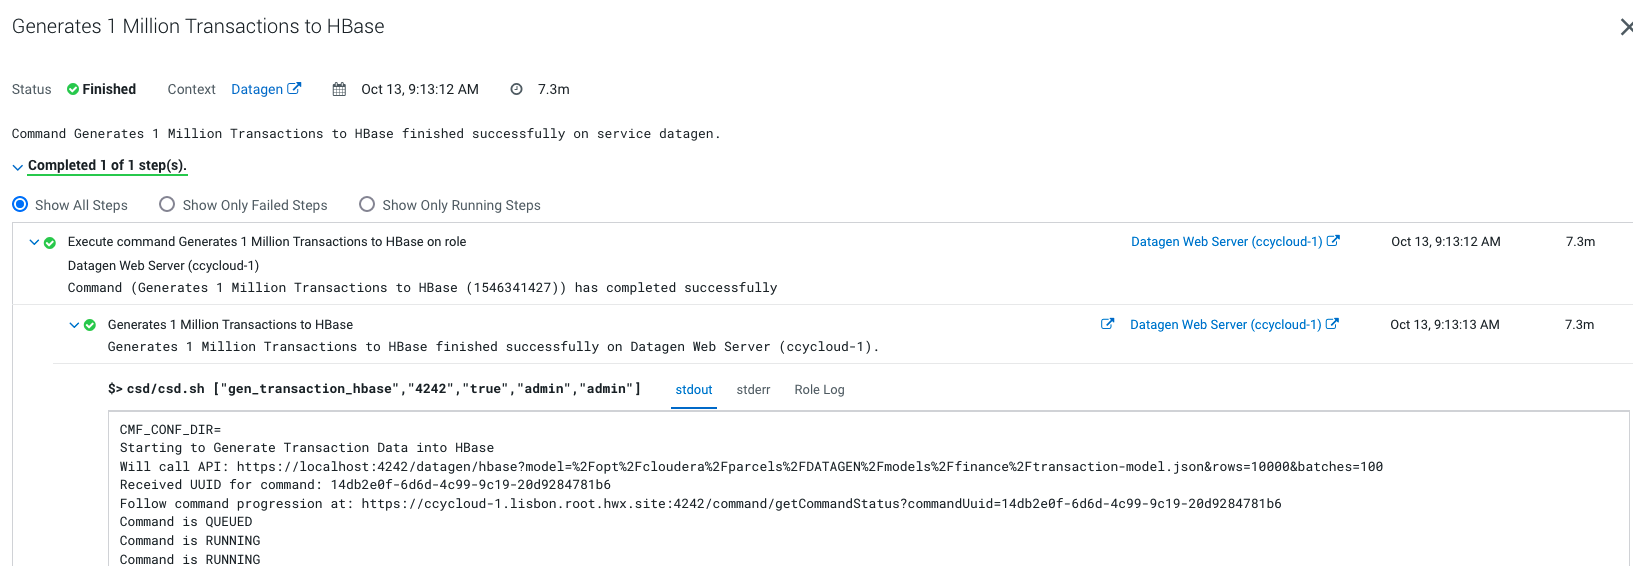 Generates 1 Million Transactions to HBase
Status Finished Context Datagen Oct 13, 9:13:12 AM 7.3m
Command Generates 1 Million Transactions to HBase finished successfully on service datagen.
Completed 1 of 1 step(s).
Show All Steps Show Only Failed Steps Show Only Running Steps
Execute command Generates 1 Million Transactions to HBase on role Datagen Web Server (ccycloud-1) Oct 13, 9:13:12 AM 7.3m
Datagen Web Server (ccycloud-1)
Command (Generates 1 Million Transactions to HBase (1546341427)) has completed successfully
Generates 1 Million Transactions to HBase Datagen Web Server (ccycloud-1) Oct 13, 9:13:13 AM 7.3m
Generates 1 Million Transactions to HBase finished successfully on Datagen Web Server (ccycloud-1).
$> csd/csd.sh ["gen_transaction_hbase","4242","true","admin","admin"] stdout stderr Role Log
CMF_CONF_DIR=
Starting to Generate Transaction Data into HBase
Will call API: https://localhost:4242/datagen/hbase?model=%2Fopt%2Fcloudera%2Fparcels%2FDATAGEN%2Fmodels%2Ffinance%2Ftransaction-model.json&rows=10000&batches=100
Received UUID for command: 14db2e0f-6d6d-4c99-9c19-20d9284781b6
Follow command progression at: https://ccycloud-1.lisbon.root.hwx.site:4242/command/getCommandStatus?commandUuid=14db2e0f-6d6d-4c99-9c19-20d9284781b6
Command is QUEUED
Command is RUNNING
Command is RUNNING